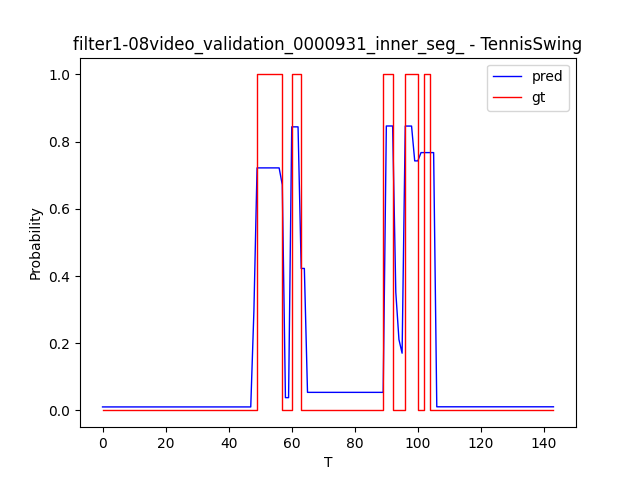 filter1-08video_validation_0000931_inner_seg_ - TennisSwing
1.0
0.8
0.6
0.4
0.2
0.0
Probability
0 20 40 60 80 100 120 140
T
pred
gt